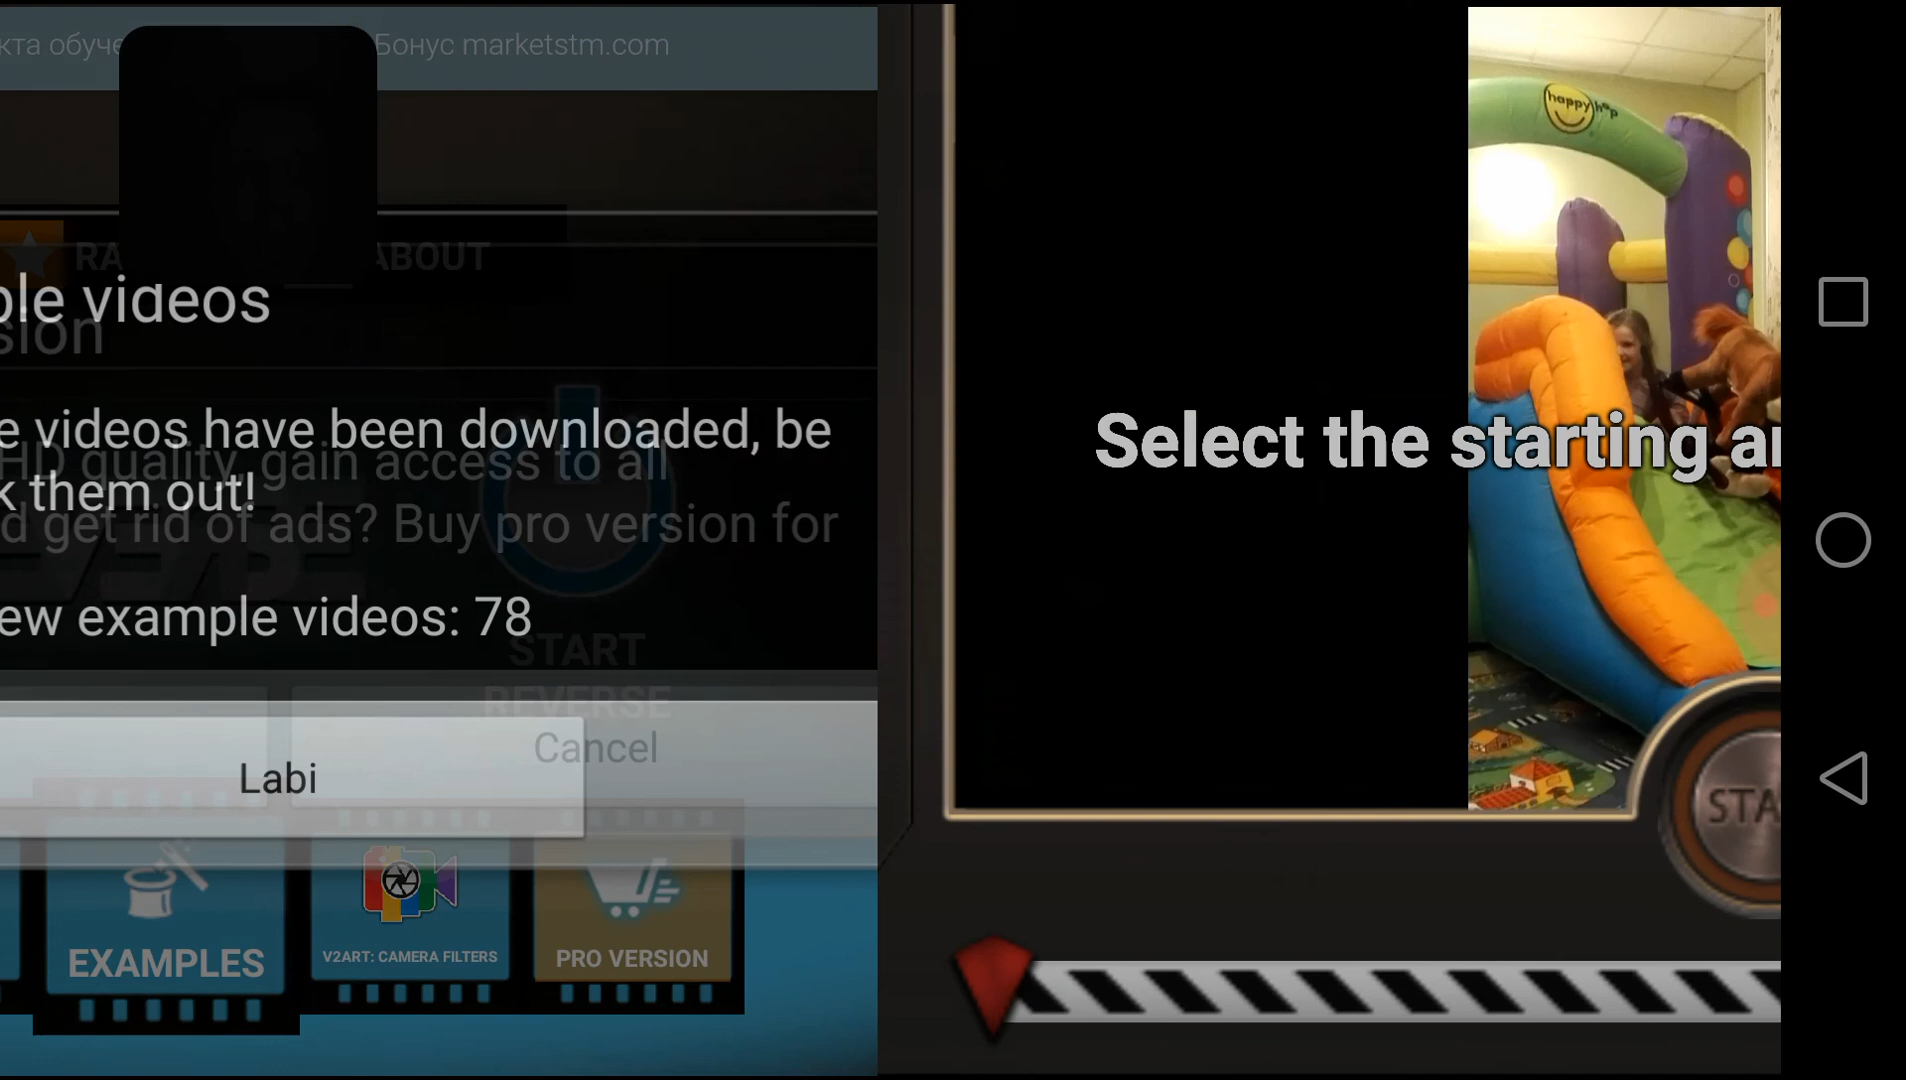 кта обуче
Бонус marketstm.com
RA
ABOUT
ple videos
sion
e videos have been downloaded, be
HD quality, gain access to all
k them out!
d get rid of ads? Buy pro version for
ew example videos: 78
START
REVERSE
Cancel
Labi
EXAMPLES
V2ART: CAMERA FILTERS
PRO VERSION
happy hop
Select the starting an
STA